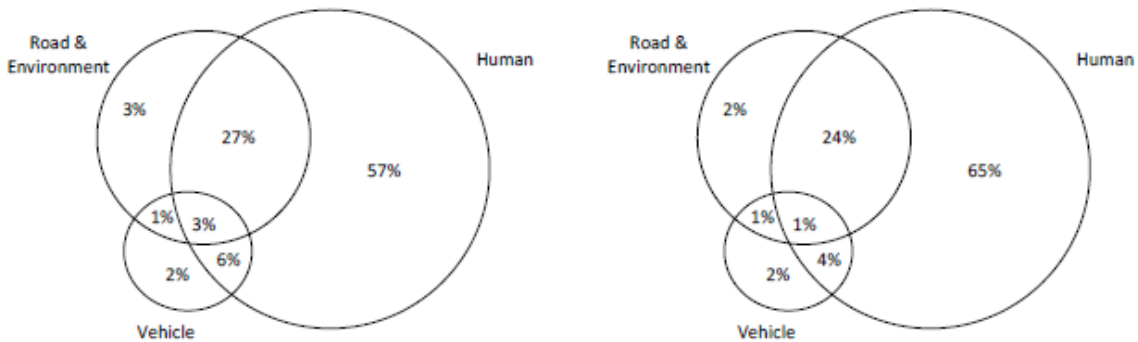 Road &
Environment
Human
3%
27%
57%
1%
3%
6%
2%
Vehicle
Road &
Environment
Human
2%
24%
65%
1%
1%
4%
2%
Vehicle